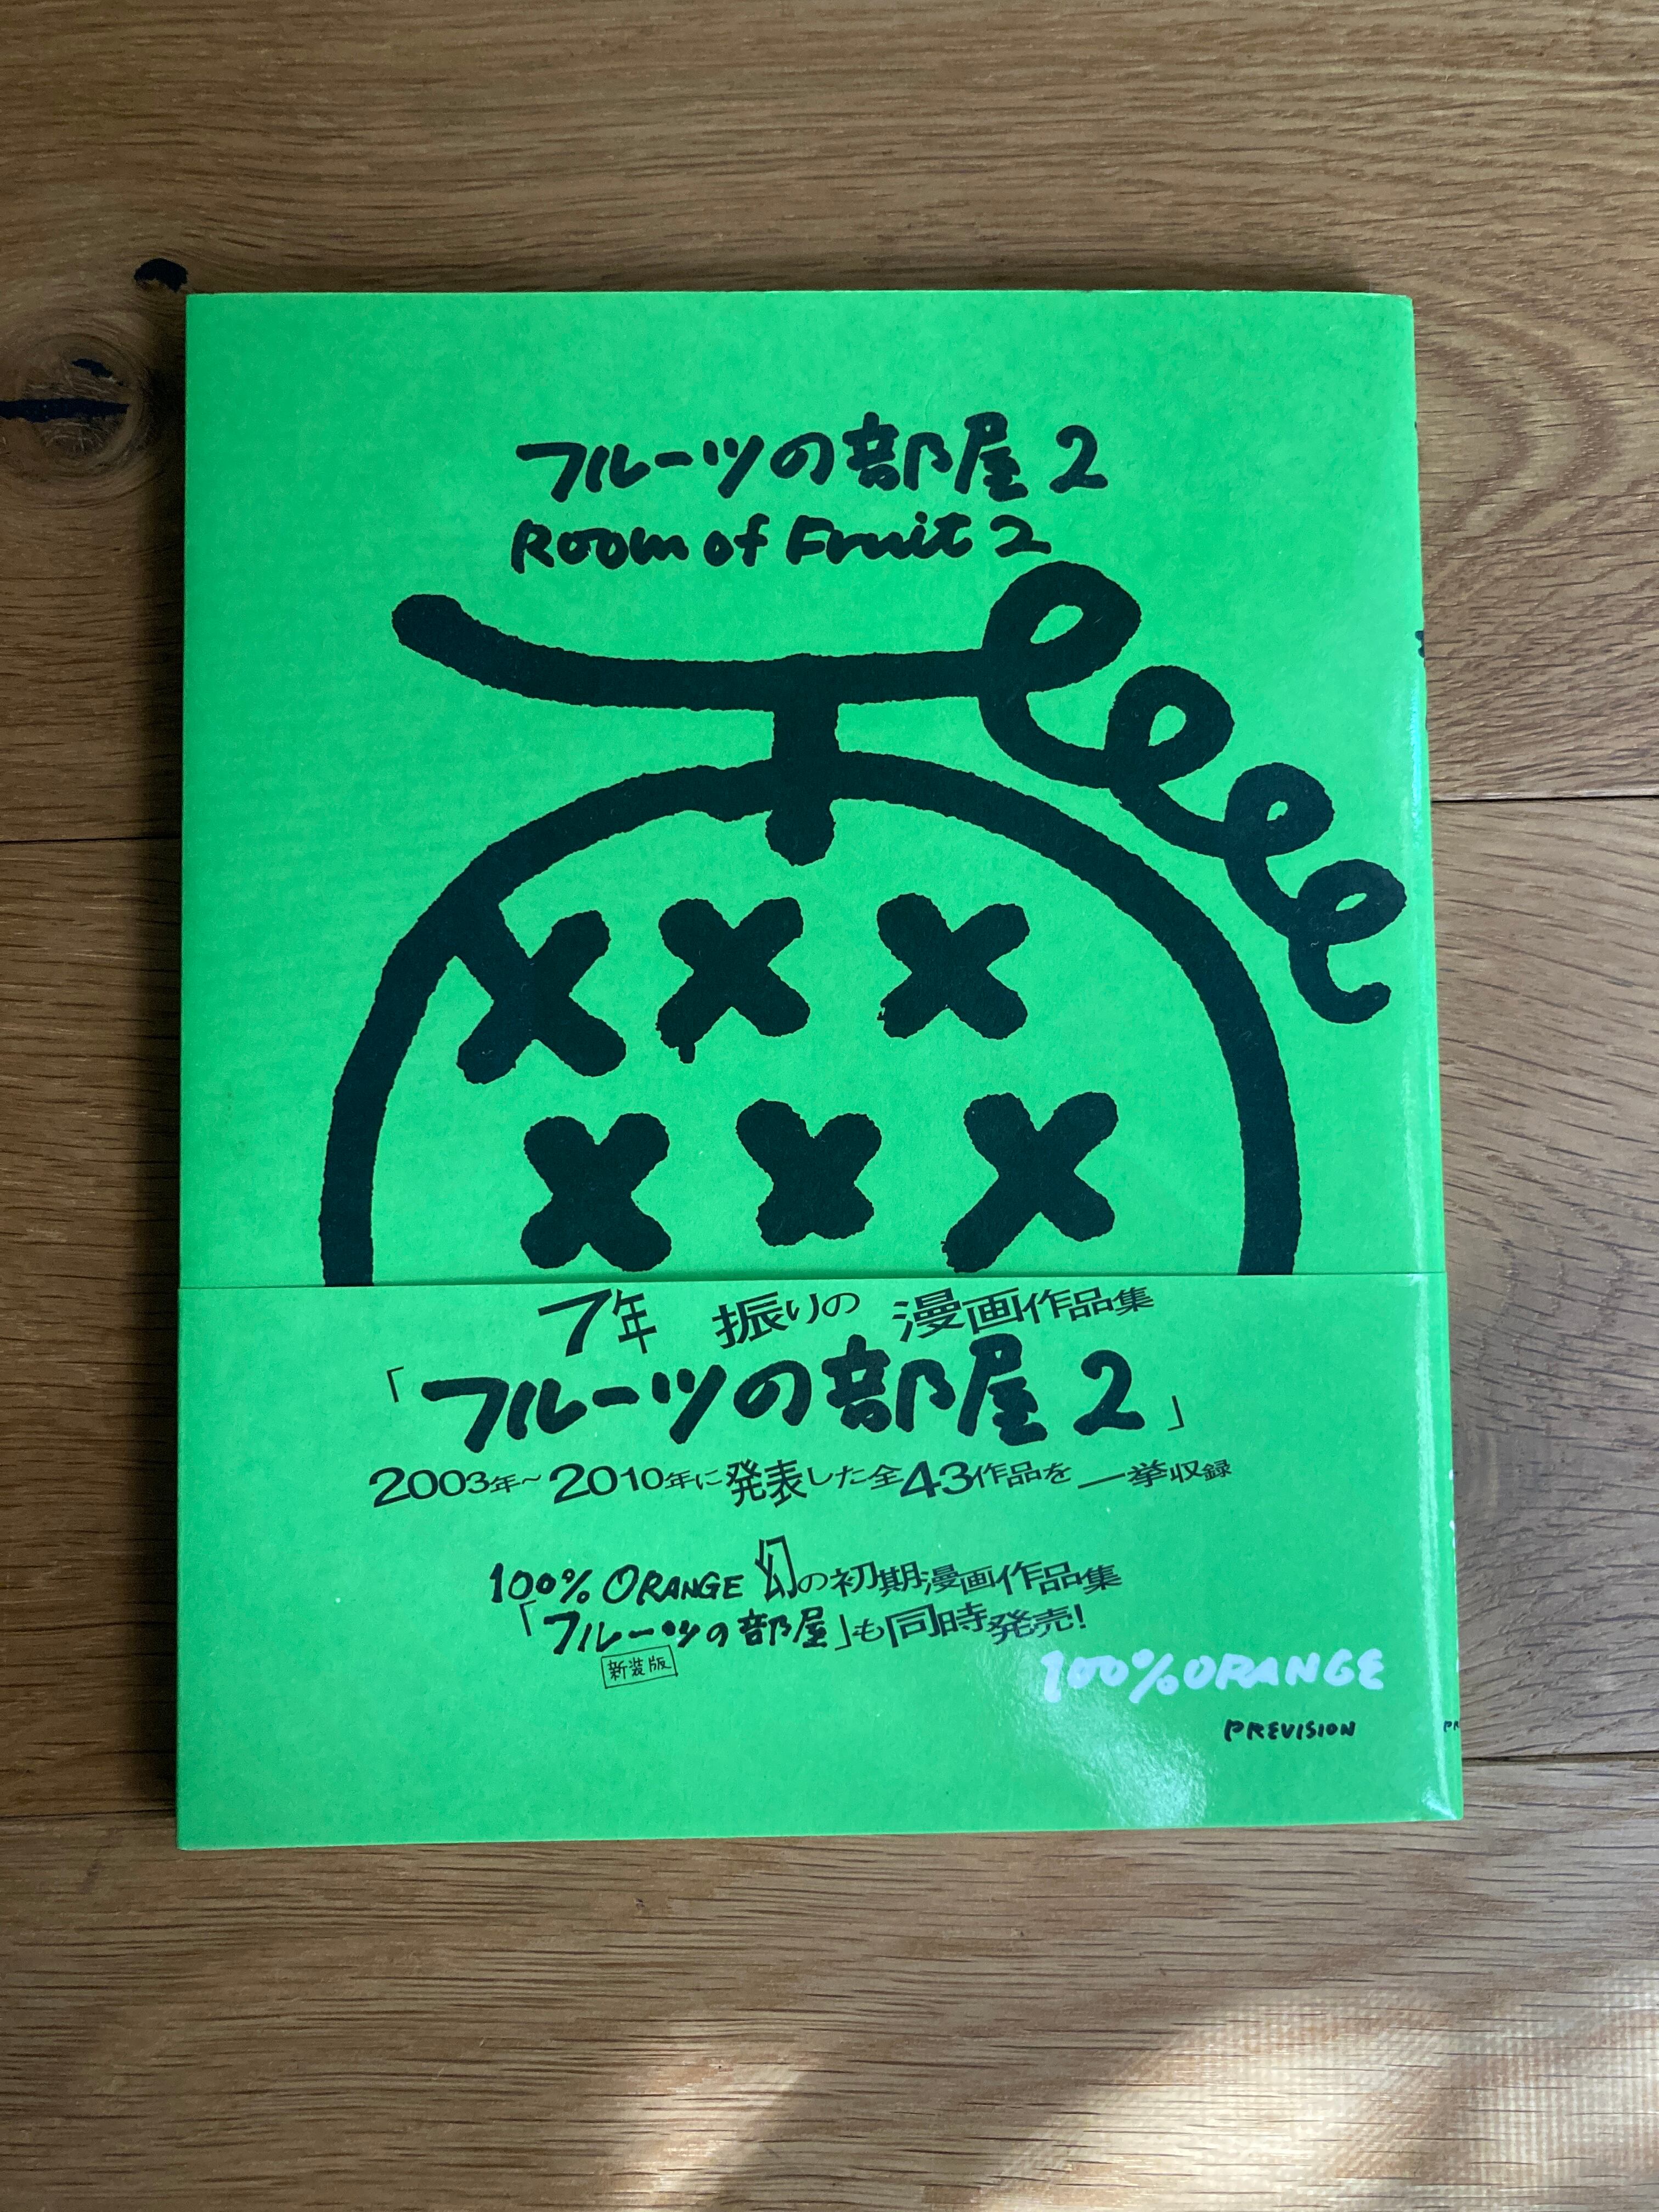 フルーツの部屋 2
Room of Fruit 2
7年 振りの 漫画作品集
「フルーツの部屋 2」
2003年~2010年に発表した全43作品を一挙収録
100% ORANGE 幻の初期漫画作品集
「フルーツの部屋」も同時発売!
新装版
100%ORANGE
PREVISION